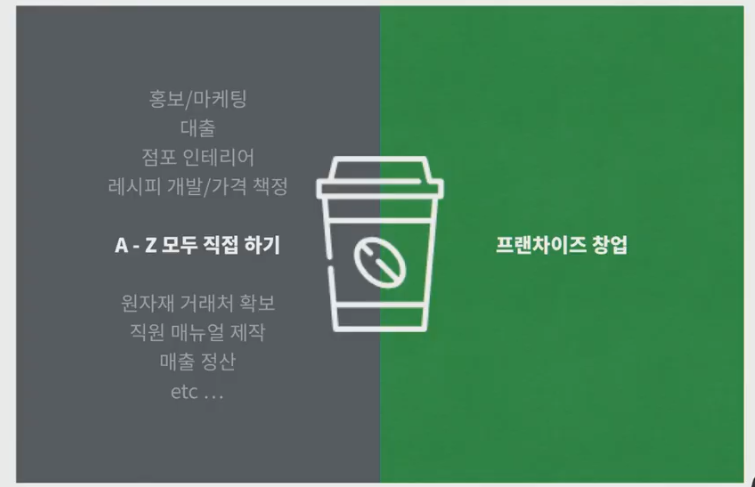 홍보/마케팅
대출
점포 인테리어
레시피 개발/가격 책정
A - Z 모두 직접 하기
원자재 거래처 확보
직원 매뉴얼 제작
매출 정산
etc …
프랜차이즈 창업